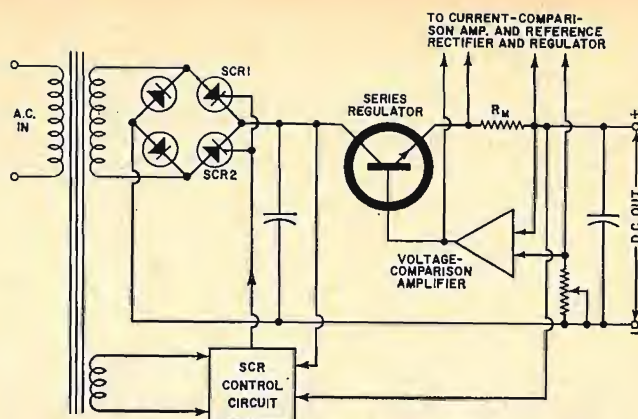 TO CURRENT-COMPARI-
SON AMP. AND REFERENCE
RECTIFIER AND REGULATOR
SCR1
SERIES
REGULATOR
RM
+
A.C.
IN
SCR2
D.C. OUT
VOLTAGE-
COMPARISON
AMPLIFIER
SCR
CONTROL
CIRCUIT